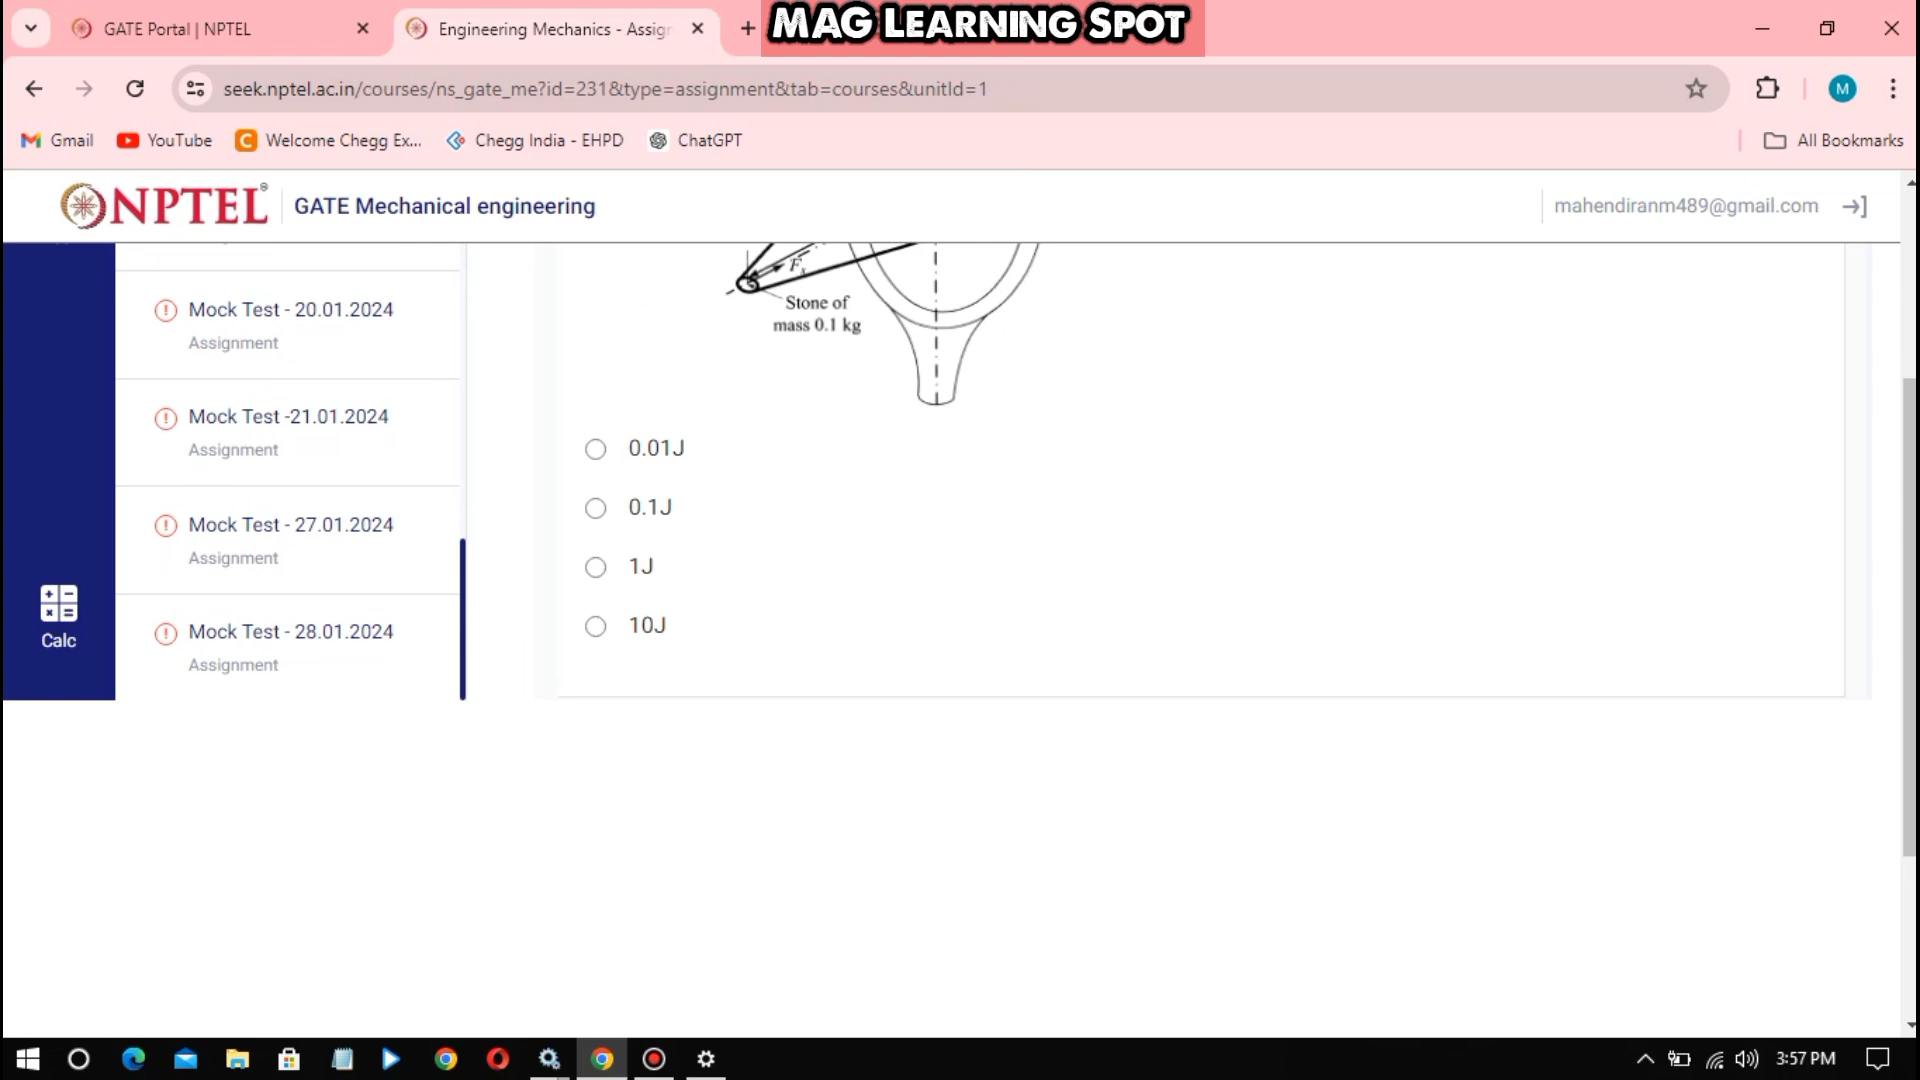 GATE Portal | NPTEL
Engineering Mechanics - Assig
MAG LEARNING SPOT
seek.nptel.ac.in/courses/ns_gate_me?id=231&type=assignment&tab=courses&unitId=1
M
Gmail
YouTube
C Welcome Chegg Ex...
Chegg India - EHPD
ChatGPT
All Bookmarks
NPTEL
GATE Mechanical engineering
mahendiranm489@gmail.com
Mock Test - 20.01.2024
Assignment
Mock Test -21.01.2024
Assignment
Mock Test - 27.01.2024
Assignment
Mock Test - 28.01.2024
Assignment
Calc
Stone of
mass 0.1 kg
0.01J
0.1J
1J
10J
3:57 PM